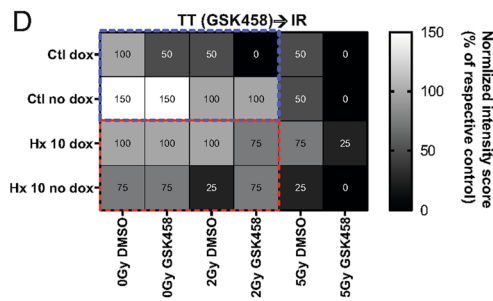 D
TT (GSK458)→ IR
Ctl dox 100 50 50 0 50 0
Ctl no dox 150 150 100 100 50 0
Hx 10 dox 100 100 100 75 75 25
Hx 10 no dox 75 75 25 75 25 0
0Gy DMSO
0Gy GSK458
2Gy DMSO
2Gy GSK458
5Gy DMSO
5Gy GSK458
150
100
50
0
Normlized intensity score
(% of respective control)